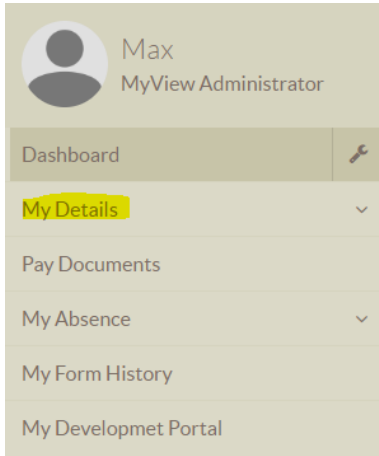 Max
MyView Administrator
Dashboard
My Details
Pay Documents
My Absence
My Form History
My Developmet Portal